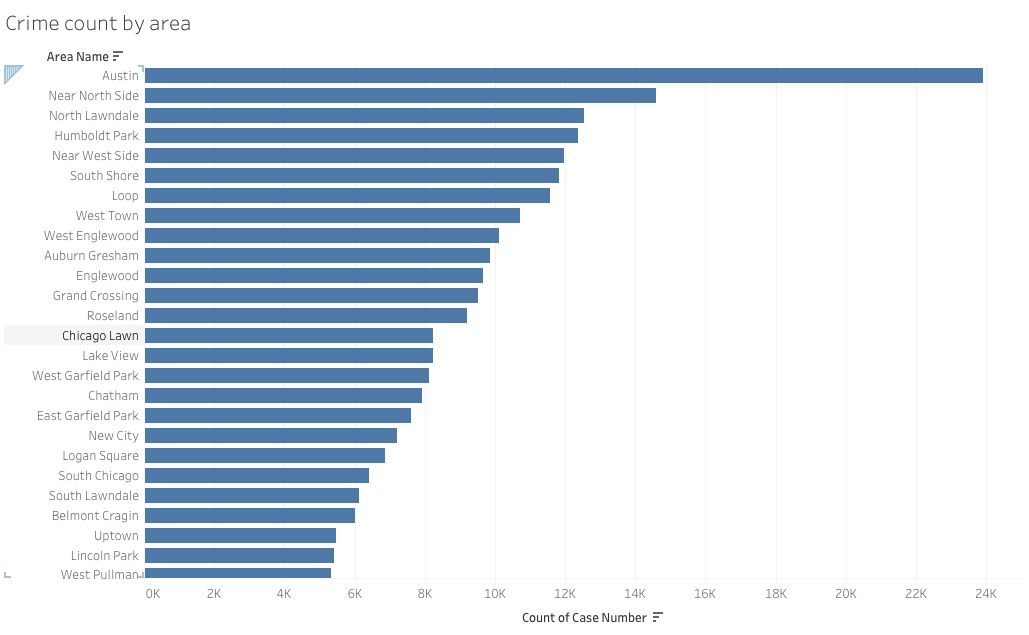 Crime count by area
Area Name
Austin
Near North Side
North Lawndale
Humboldt Park
Near West Side
South Shore
Loop
West Town
West Englewood
Auburn Gresham
Englewood
Grand Crossing
Roseland
Chicago Lawn
Lake View
West Garfield Park
Chatham
East Garfield Park
New City
Logan Square
South Chicago
South Lawndale
Belmont Cragin
Uptown
Lincoln Park
West Pullman
0K 2K 4K 6K 8K 10K 12K 14K 16K 18K 20K 22K 24K
Count of Case Number